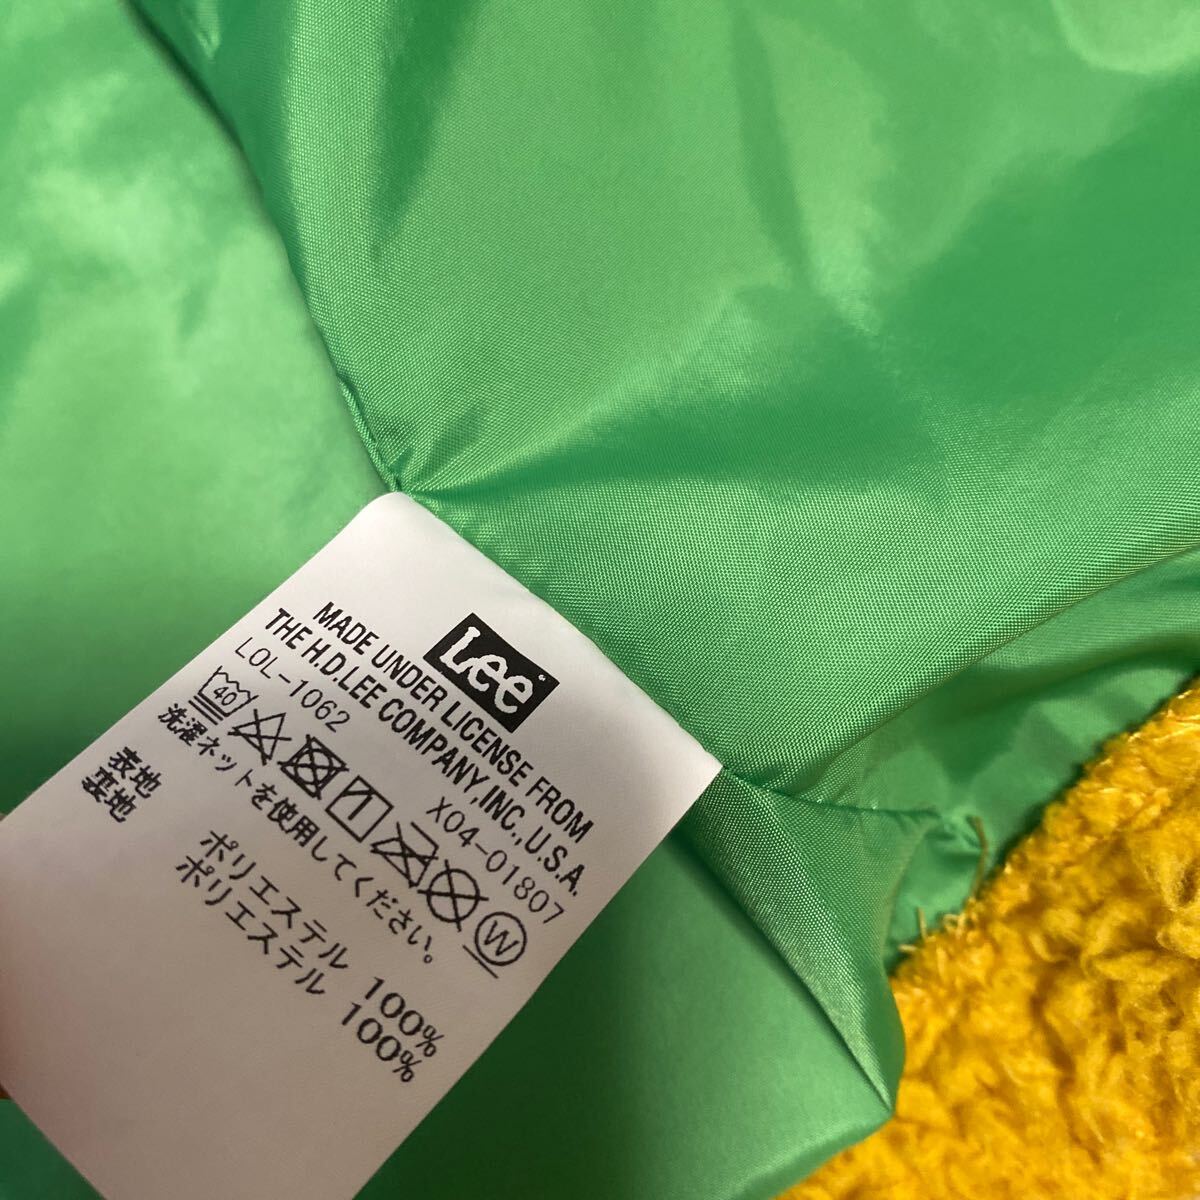 Lee
MADE UNDER LICENSE FROM
THE H.D.LEE COMPANY,INC.,U.S.A.
LOL-1062 X04-01807
40 W
洗濯ネットを使用してください。
表地 ポリエステル 100%
裏地 ポリエステル 100%